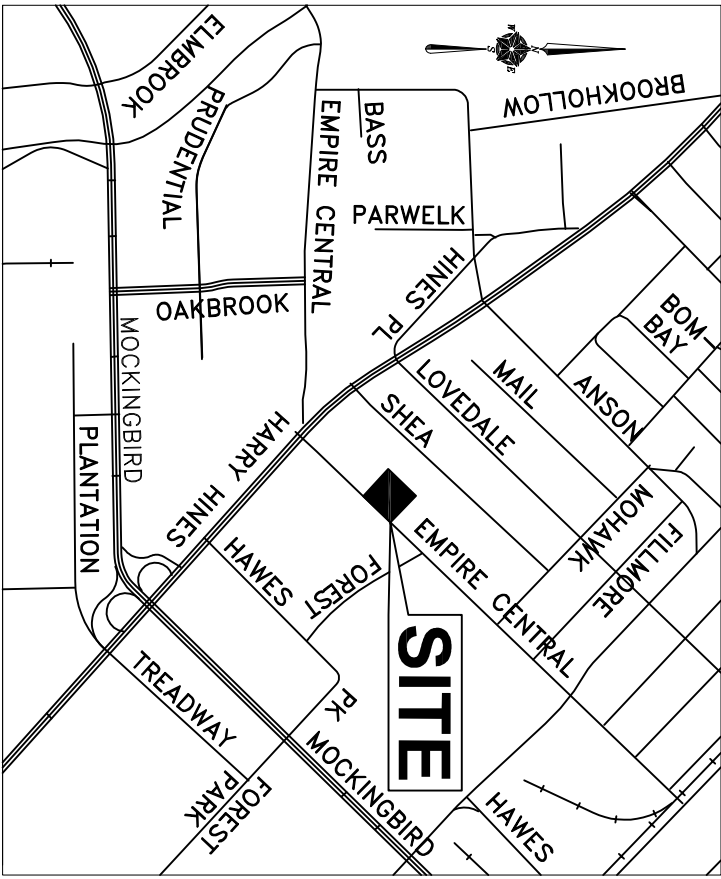 ELMBROOK
PRUDENTIAL
EMPIRE CENTRAL
BASS
W
N
S
E
BROOKHOLLOW
PARWELK
HINES PL
OAKBROOK
MOCKINGBIRD
BOM-
BAY
ANSON
MAIL
LOVEDALE
SHEA
HARRY HINES
PLANTATION
MOHAWK
FILLMORE
HAWES
FOREST
EMPIRE CENTRAL
SITE
TREADWAY
PK
MOCKINGBIRD
FOREST
PARK
HAWES